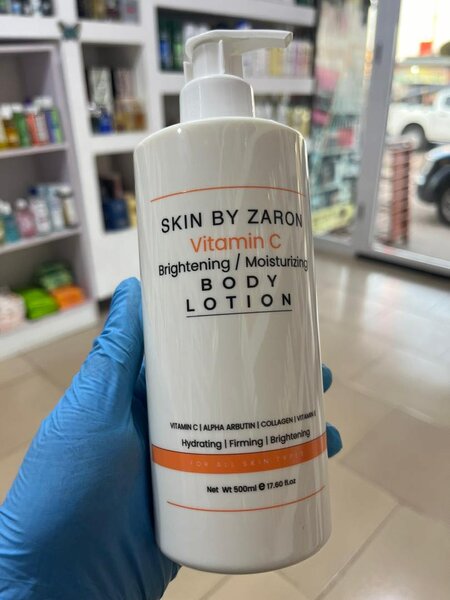 SKIN BY ZARON
Vitamin C
Brightening / Moisturizing
BODY
LOTION
VITAMIN C | ALPHA ARBUTIN | COLLAGEN | VITAMIN E
Hydrating | Firming | Brightening
FOR ALL SKIN TYPES
Net Wt 500ml ℮ 17.60 fl.oz